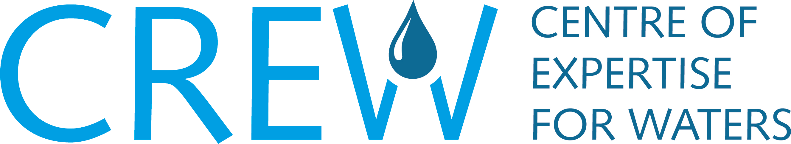 CREW
CENTRE OF
EXPERTISE
FOR WATERS